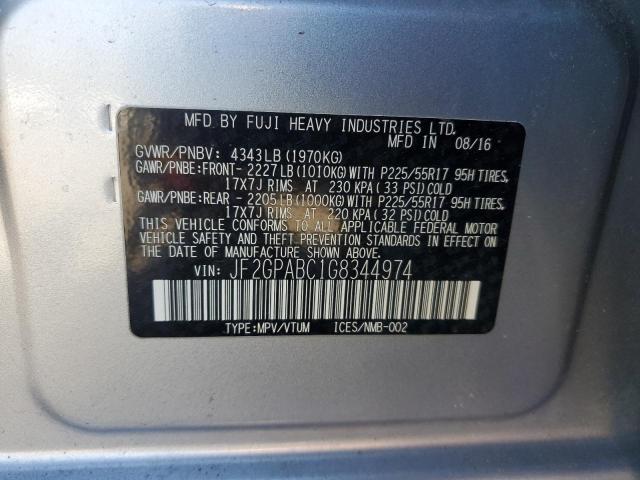 MFD BY FUJI HEAVY INDUSTRIES LTD.
MFD IN 08/16
GVWR/PNBV: 4343LB(1970KG)
GAWR/PNBE:FRONT-2227LB(1010KG)WITH P225/55R17 95H TIRES,
17X7J RIMS AT 230 KPA(33 PSI)COLD
GAWR/PNBE:REAR -2205LB(1000KG)WITH P225/55R17 95H TIRES,
17X7J RIMS AT 220 KPA(32 PSI)COLD
THIS VEHICLE CONFORMS TO ALL APPLICABLE FEDERAL MOTOR
VEHICLE SAFETY AND THEFT PREVENTION STANDARDS IN EFFECT ON
THE DATE OF MANUFACTURE SHOWN ABOVE.
VIN: JF2GPABC1G8344974
TYPE:MPV/VTUM ICES/NMB-002